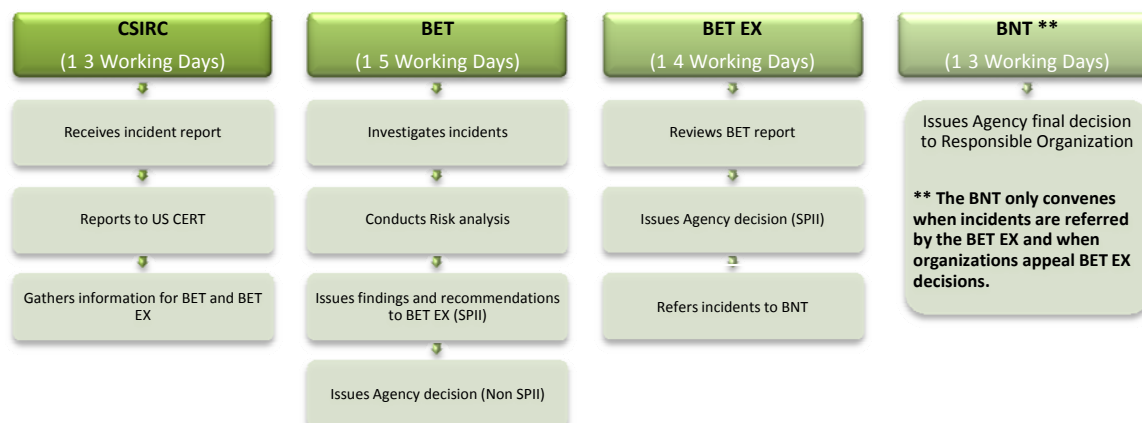 CSIRC
(1 3 Working Days)
Receives incident report
Reports to US CERT
Gathers information for BET and BET
EX
BET
(1 5 Working Days)
Investigates incidents
Conducts Risk analysis
Issues findings and recommendations
to BET EX (SPII)
Issues Agency decision (Non SPII)
BET EX
(1 4 Working Days)
Reviews BET report
Issues Agency decision (SPII)
Refers incidents to BNT
BNT **
(1 3 Working Days)
Issues Agency final decision
to Responsible Organization
** The BNT only convenes
when incidents are referred
by the BET EX and when
organizations appeal BET EX
decisions.